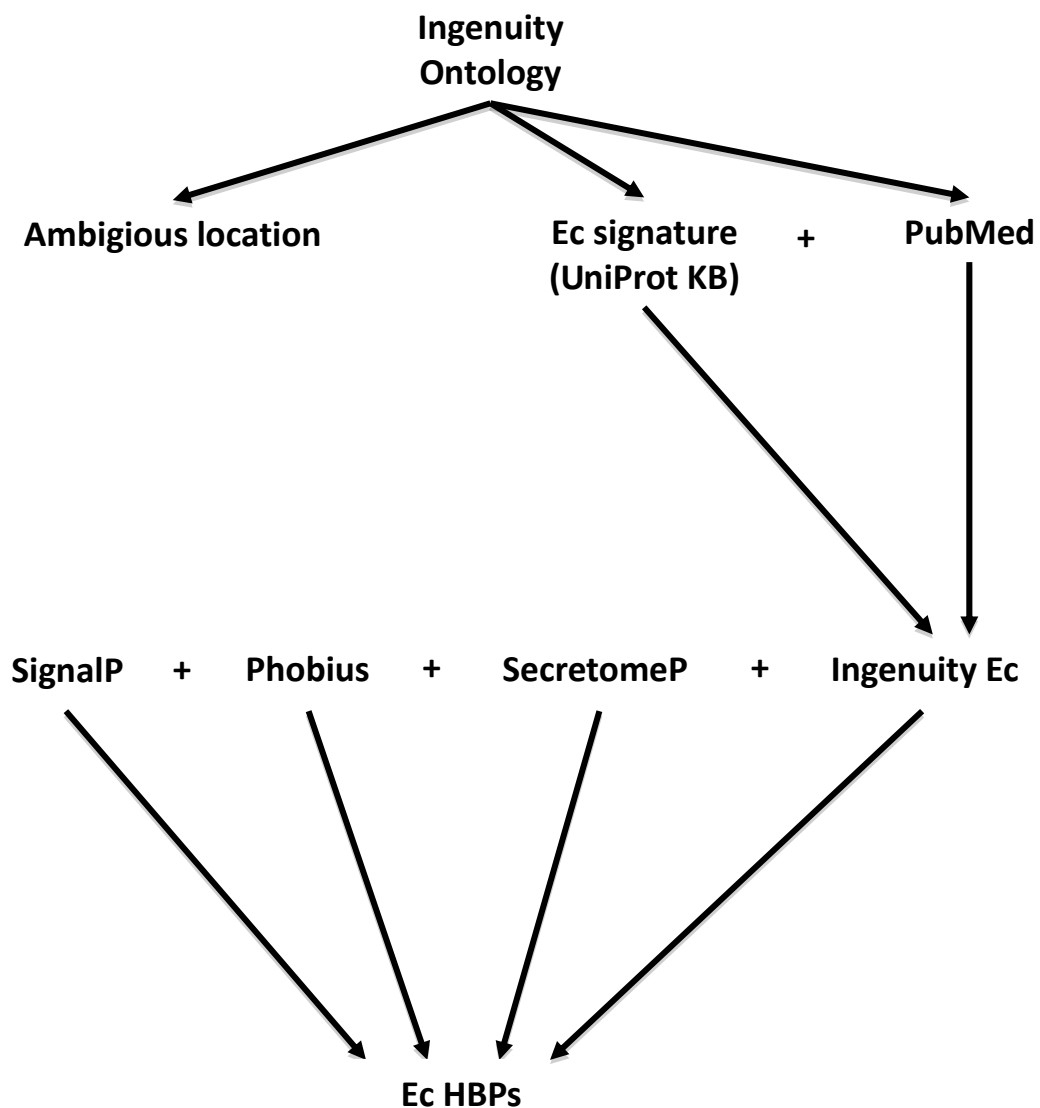 Ingenuity
Ontology
Ambigious location
Ec signature + PubMed
(UniProt KB)
SignalP + Phobius + SecretomeP + Ingenuity Ec
Ec HBPs